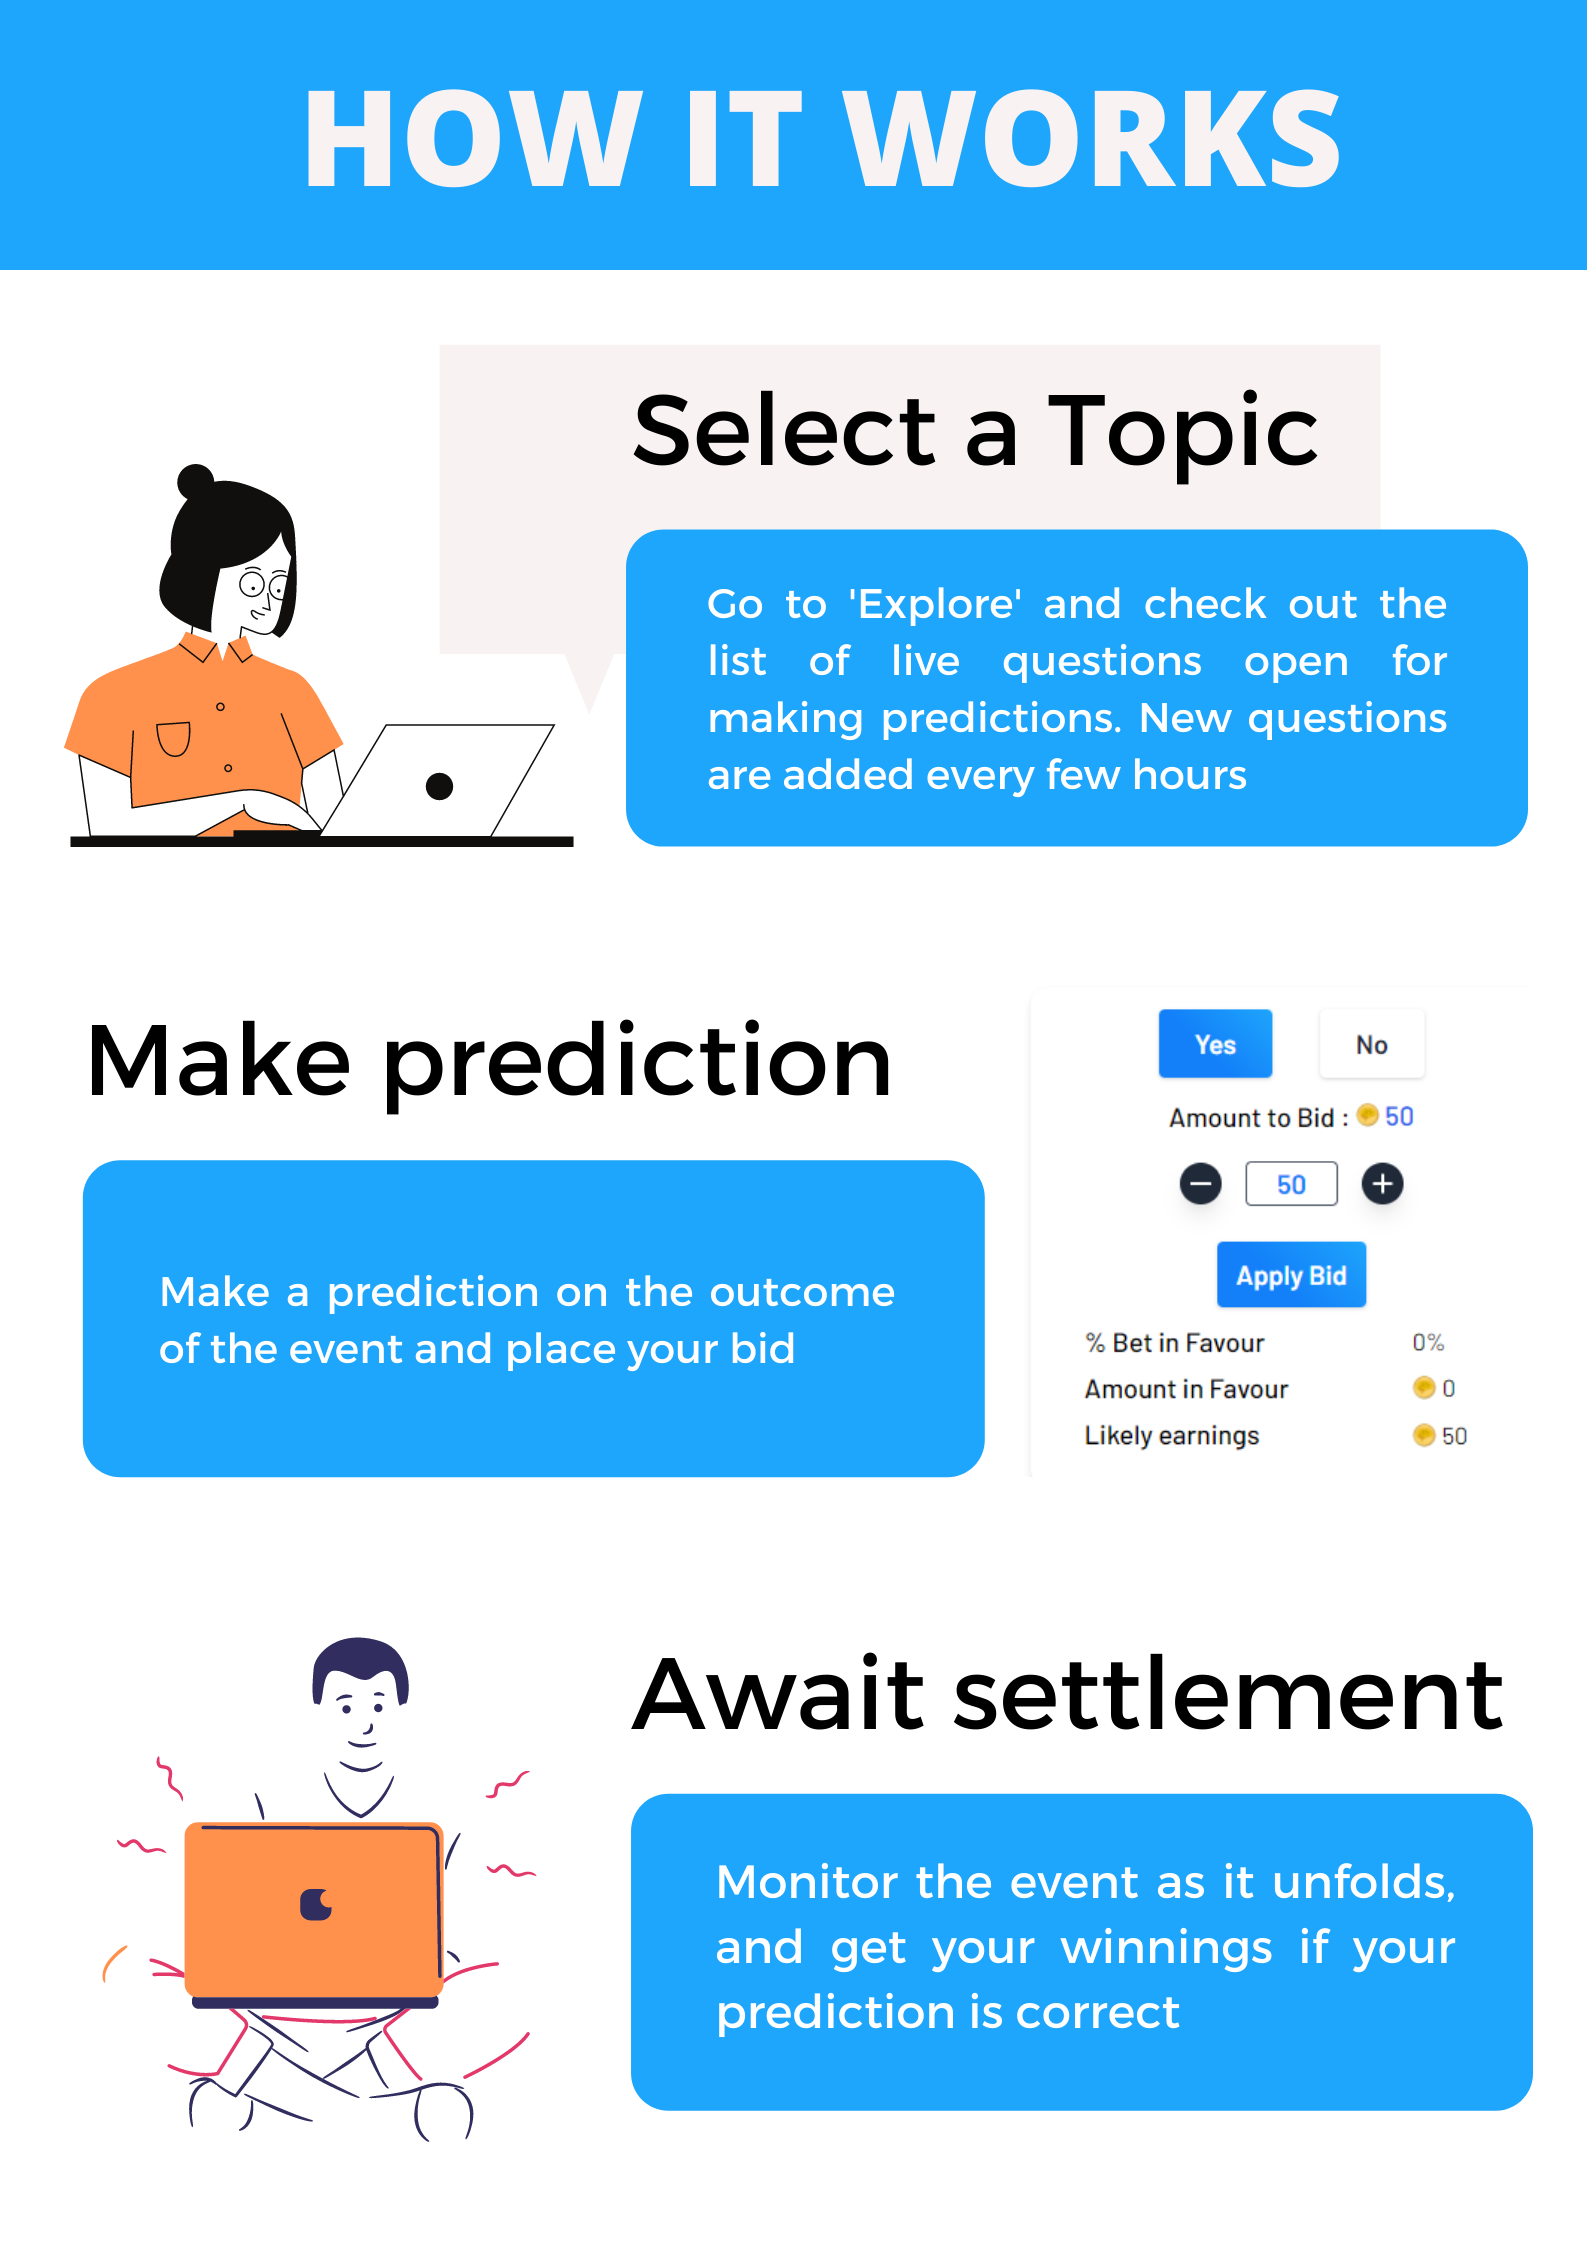 HOW IT WORKS
Select a Topic
Go to 'Explore' and check out the
list of live questions open for
making predictions. New questions
are added every few hours
Make prediction
Make a prediction on the outcome
of the event and place your bid
Yes No
Amount to Bid : 50
50
Apply Bid
% Bet in Favour 0%
Amount in Favour 0
Likely earnings 50
Await settlement
Monitor the event as it unfolds,
and get your winnings if your
prediction is correct